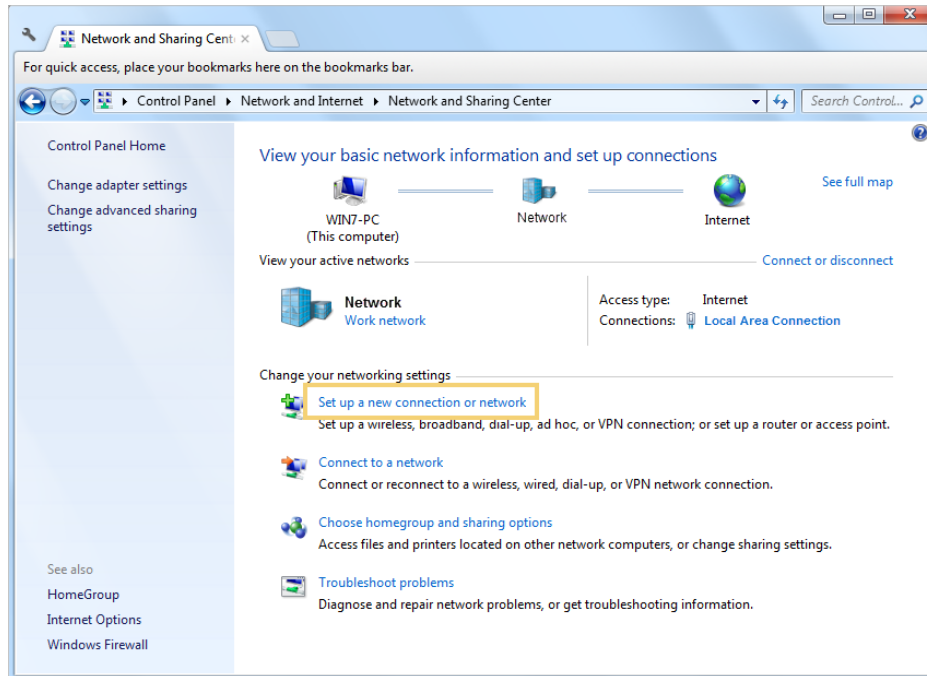 Network and Sharing Cent
For quick access, place your bookmarks here on the bookmarks bar.
Control Panel Network and Internet Network and Sharing Center Search Control...
Control Panel Home
Change adapter settings
Change advanced sharing
settings
View your basic network information and set up connections
See full map
WIN7-PC
(This computer)
Network
Internet
View your active networks
Connect or disconnect
Network
Work network
Access type: Internet
Connections: Local Area Connection
Change your networking settings
Set up a new connection or network
Set up a wireless, broadband, dial-up, ad hoc, or VPN connection; or set up a router or access point.
Connect to a network
Connect or reconnect to a wireless, wired, dial-up, or VPN network connection.
Choose homegroup and sharing options
Access files and printers located on other network computers, or change sharing settings.
Troubleshoot problems
Diagnose and repair network problems, or get troubleshooting information.
See also
HomeGroup
Internet Options
Windows Firewall